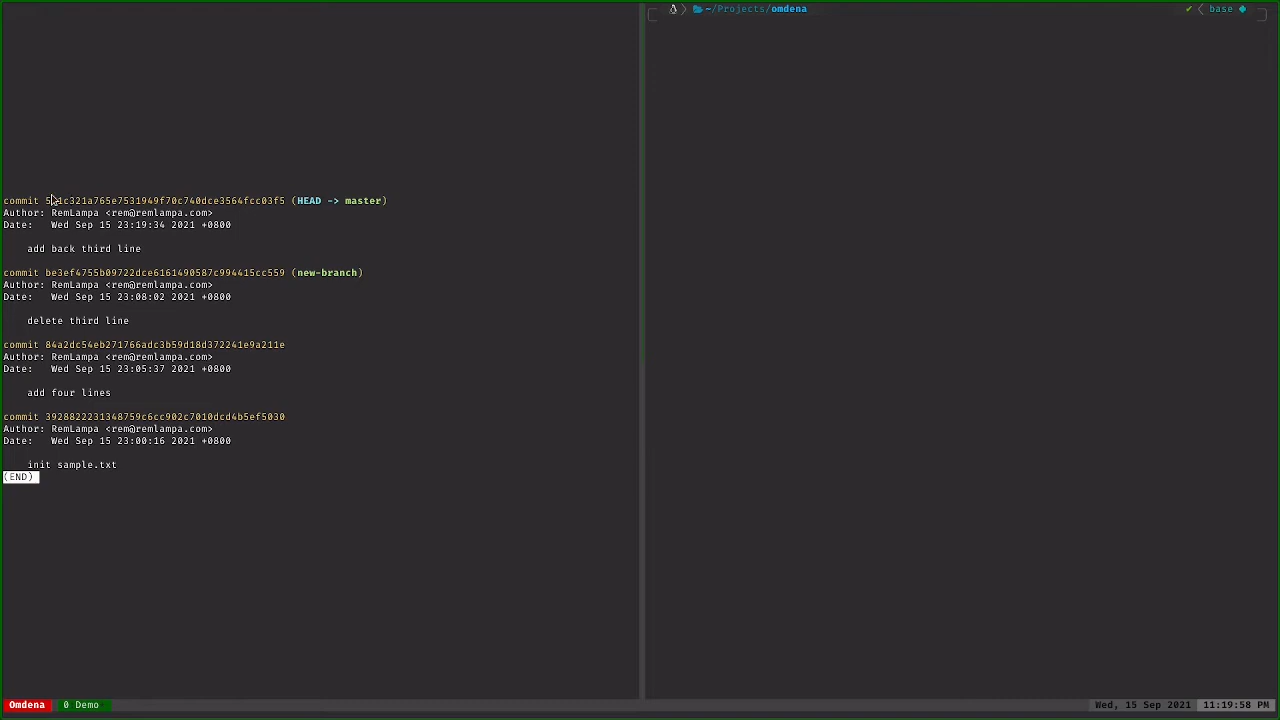 commit 5 1c321a765e7531949f70c740dce3564fcc03f5 (HEAD -> master)
Author: RemLampa <rem@remlampa.com>
Date:   Wed Sep 15 23:19:34 2021 +0800
add back third line
commit be3ef4755b09722dce6161490587c994415cc559 (new-branch)
Author: RemLampa <rem@remlampa.com>
Date:   Wed Sep 15 23:08:02 2021 +0800
delete third line
commit 84a2dc54eb271766adc3b59d18d372241e9a211e
Author: RemLampa <rem@remlampa.com>
Date:   Wed Sep 15 23:05:37 2021 +0800
add four lines
commit 3928822231348759c6cc902c7010dcd4b5ef5030
Author: RemLampa <rem@remlampa.com>
Date:   Wed Sep 15 23:00:16 2021 +0800
init sample.txt
(END)
~/Projects/omdena
base
Omdena 0 Demo
Wed, 15 Sep 2021 11:19:58 PM